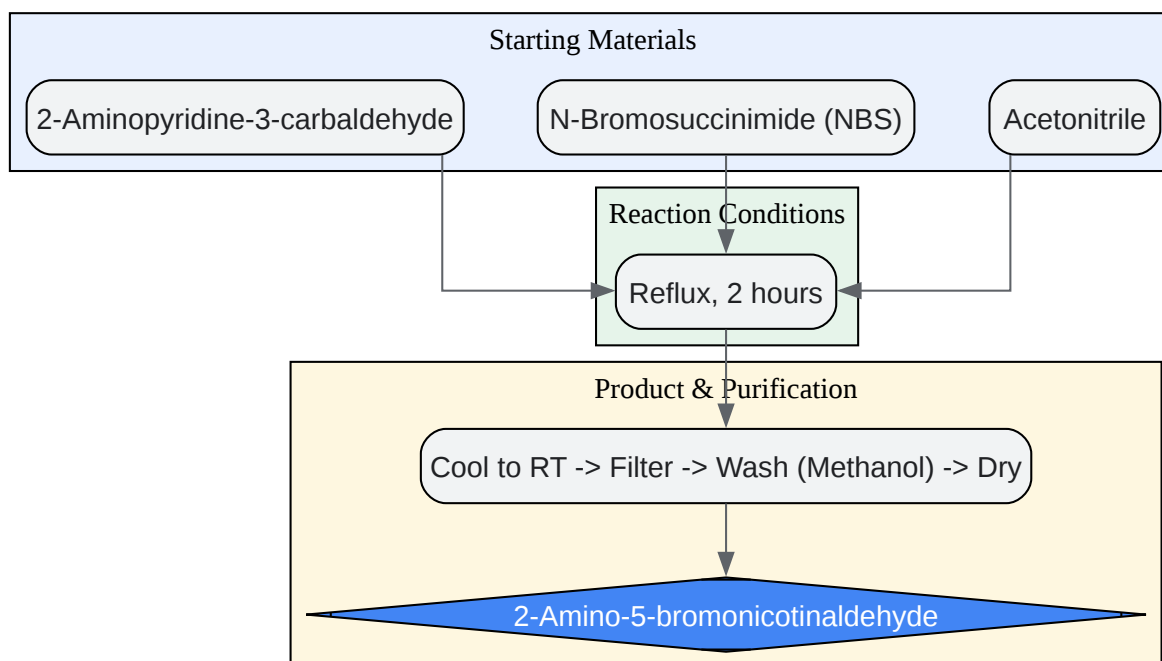 Starting Materials
2-Aminopyridine-3-carbaldehyde
N-Bromosuccinimide (NBS)
Acetonitrile
Reaction Conditions
Reflux, 2 hours
Product & Purification
Cool to RT -> Filter -> Wash (Methanol) -> Dry
2-Amino-5-bromonicotinaldehyde